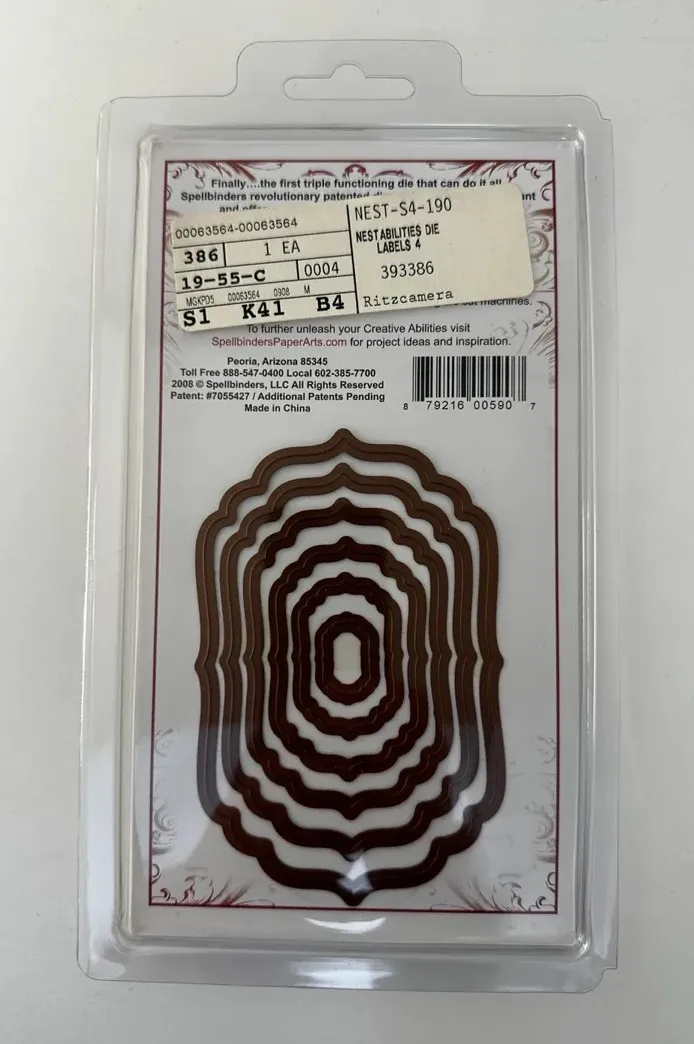 Finally....the first triple functioning die that can do it all
Spellbinders revolutionary patented
and
00063564-00063564
386 1 EA
19-55-C 0004
MGKPD5 00063564 0908 M
S1 K41 B4
NEST-S4-190
NESTABILITIES DIE
LABELS 4
393386
Ritzcamera
machines.
To further unleash your Creative Abilities visit
SpellbindersPaperArts.com for project ideas and inspiration.
Peoria, Arizona 85345
Toll Free 888-547-0400 Local 602-385-7700
2008 © Spellbinders, LLC All Rights Reserved
Patent: #7055427 / Additional Patents Pending
Made in China
8 79216 00590 7